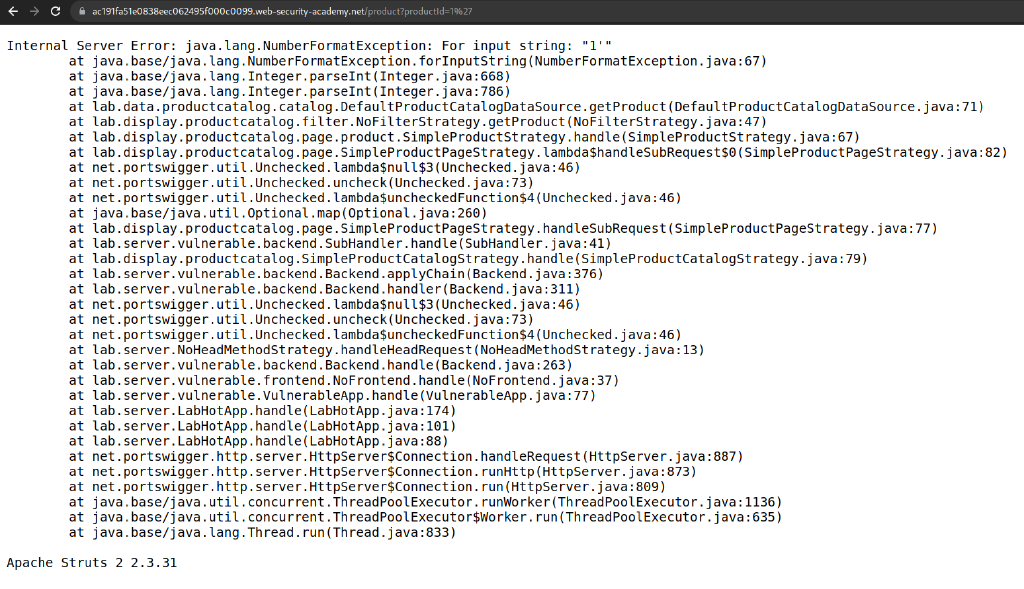 ac191fa51e0838eec062495f000c0099.web-security-academy.net/product?productId=1%27
Internal Server Error: java.lang.NumberFormatException: For input string: "1'"
at java.base/java.lang.NumberFormatException.forInputString(NumberFormatException.java:67)
at java.base/java.lang.Integer.parseInt(Integer.java:668)
at java.base/java.lang.Integer.parseInt(Integer.java:786)
at lab.data.productcatalog.catalog.DefaultProductCatalogDataSource.getProduct(DefaultProductCatalogDataSource.java:71)
at lab.display.productcatalog.filter.NoFilterStrategy.getProduct(NoFilterStrategy.java:47)
at lab.display.productcatalog.page.product.SimpleProductStrategy.handle(SimpleProductStrategy.java:67)
at lab.display.productcatalog.page.SimpleProductPageStrategy.lambda$handleSubRequest$0(SimpleProductPageStrategy.java:82)
at net.portswigger.util.Unchecked.lambda$null$3(Unchecked.java:46)
at net.portswigger.util.Unchecked.uncheck(Unchecked.java:73)
at net.portswigger.util.Unchecked.lambda$uncheckedFunction$4(Unchecked.java:46)
at java.base/java.util.Optional.map(Optional.java:260)
at lab.display.productcatalog.page.SimpleProductPageStrategy.handleSubRequest(SimpleProductPageStrategy.java:77)
at lab.server.vulnerable.backend.SubHandler.handle(SubHandler.java:41)
at lab.display.productcatalog.SimpleProductCatalogStrategy.handle(SimpleProductCatalogStrategy.java:79)
at lab.server.vulnerable.backend.Backend.applyChain(Backend.java:376)
at lab.server.vulnerable.backend.Backend.handler(Backend.java:311)
at net.portswigger.util.Unchecked.lambda$null$3(Unchecked.java:46)
at net.portswigger.util.Unchecked.uncheck(Unchecked.java:73)
at net.portswigger.util.Unchecked.lambda$uncheckedFunction$4(Unchecked.java:46)
at lab.server.NoHeadMethodStrategy.handleHeadRequest(NoHeadMethodStrategy.java:13)
at lab.server.vulnerable.backend.Backend.handle(Backend.java:263)
at lab.server.vulnerable.frontend.NoFrontend.handle(NoFrontend.java:37)
at lab.server.vulnerable.VulnerableApp.handle(VulnerableApp.java:77)
at lab.server.LabHotApp.handle(LabHotApp.java:174)
at lab.server.LabHotApp.handle(LabHotApp.java:101)
at lab.server.LabHotApp.handle(LabHotApp.java:88)
at net.portswigger.http.server.HttpServer$Connection.handleRequest(HttpServer.java:887)
at net.portswigger.http.server.HttpServer$Connection.runHttp(HttpServer.java:873)
at net.portswigger.http.server.HttpServer$Connection.run(HttpServer.java:809)
at java.base/java.util.concurrent.ThreadPoolExecutor.runWorker(ThreadPoolExecutor.java:1136)
at java.base/java.util.concurrent.ThreadPoolExecutor$Worker.run(ThreadPoolExecutor.java:635)
at java.base/java.lang.Thread.run(Thread.java:833)
Apache Struts 2 2.3.31